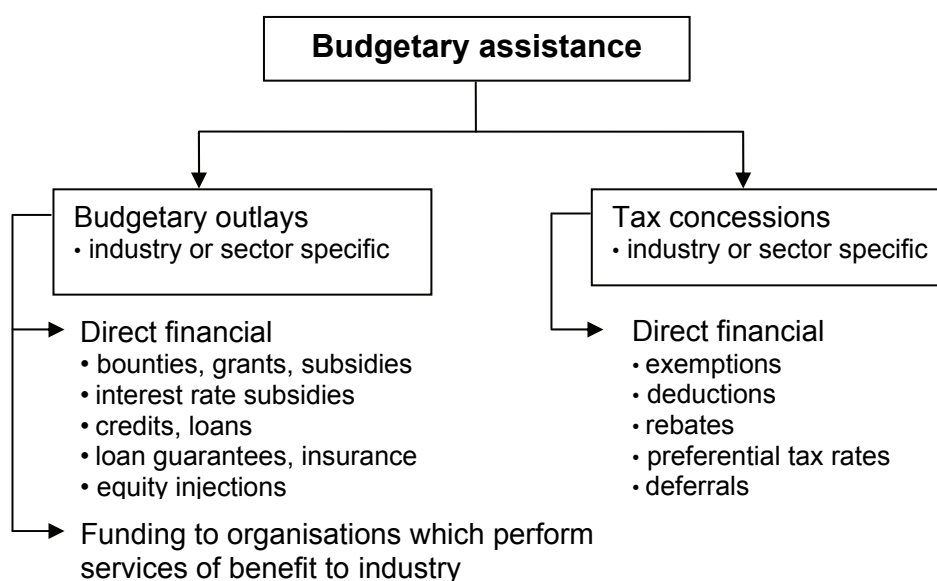 Budgetary assistance
Budgetary outlays
• industry or sector specific
Direct financial
• bounties, grants, subsidies
• interest rate subsidies
• credits, loans
• loan guarantees, insurance
• equity injections
Funding to organisations which perform
services of benefit to industry
Tax concessions
• industry or sector specific
Direct financial
• exemptions
• deductions
• rebates
• preferential tax rates
• deferrals